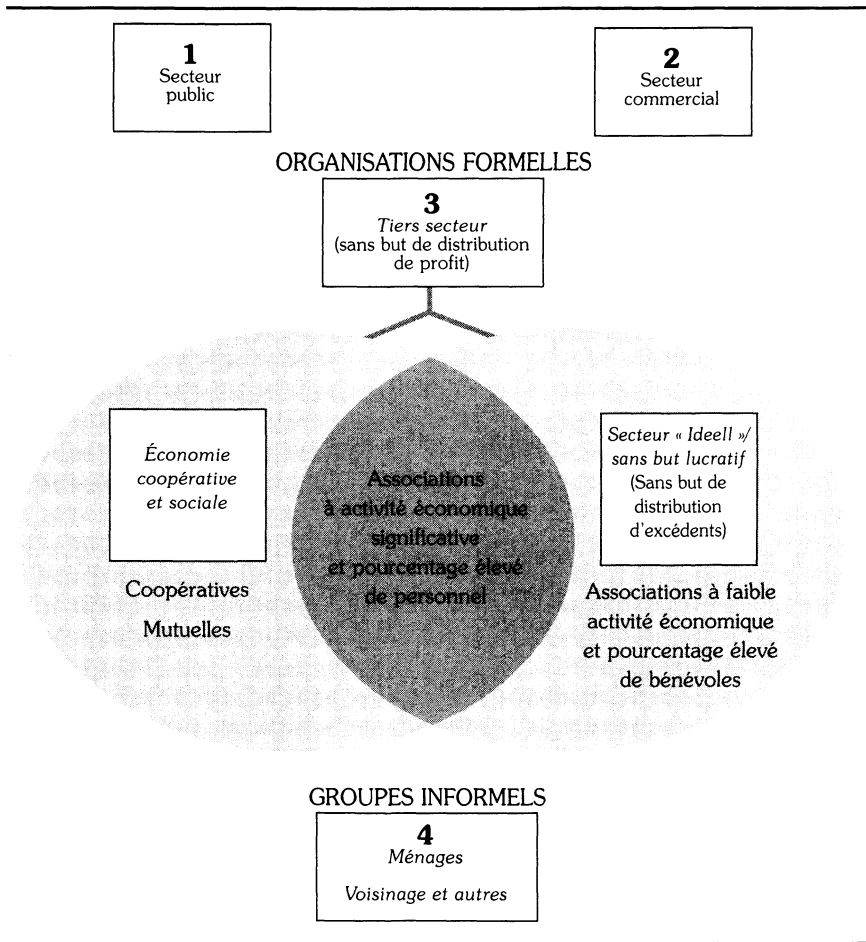 1
Secteur
public
2
Secteur
commercial
ORGANISATIONS FORMELLES
3
Tiers secteur
(sans but de distribution
de profit)
Économie
coopérative
et sociale
Coopératives
Mutuelles
Associations
à activité économique
significative
et pourcentage élevé
de personnel
Secteur « Ideell »/
sans but lucratif
(Sans but de
distribution
d'excédents)
Associations à faible
activité économique
et pourcentage élevé
de bénévoles
GROUPES INFORMELS
4
Ménages
Voisinage et autres